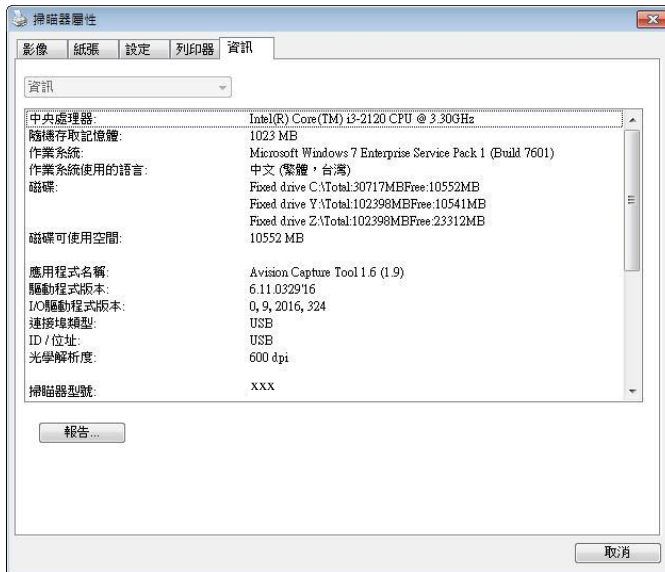 掃瞄器屬性
影像 紙張 設定 列印器 資訊
資訊
中央處理器: Intel(R) Core(TM) i3-2120 CPU @ 3.30GHz
隨機存取記憶體: 1023 MB
作業系統: Microsoft Windows 7 Enterprise Service Pack 1 (Build 7601)
作業系統使用的語言: 中文 (繁體，台灣)
磁碟: Fixed drive C:\Total:30717MBFree:10552MB
Fixed drive Y:\Total:102398MBFree:10541MB
Fixed drive Z:\Total:102398MBFree:23312MB
磁碟可使用空間: 10552 MB
應用程式名稱: Avision Capture Tool 1.6 (1.9)
驅動程式版本: 6.11.0329'16
I/O驅動程式版本: 0, 9, 2016, 324
連接埠類型: USB
ID / 位址: USB
光學解析度: 600 dpi
掃瞄器型號: XXX
報告...
取消